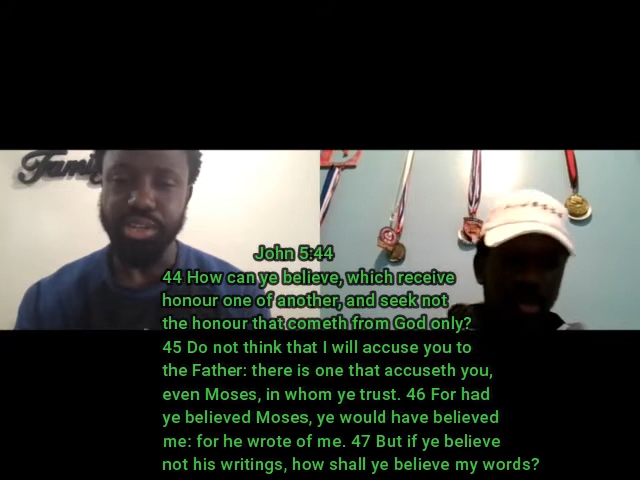 Family
John 5:44
44 How can ye believe, which receive
honour one of another, and seek not
the honour that cometh from God only?
45 Do not think that I will accuse you to
the Father: there is one that accuseth you,
even Moses, in whom ye trust. 46 For had
ye believed Moses, ye would have believed
me: for he wrote of me. 47 But if ye believe
not his writings, how shall ye believe my words?